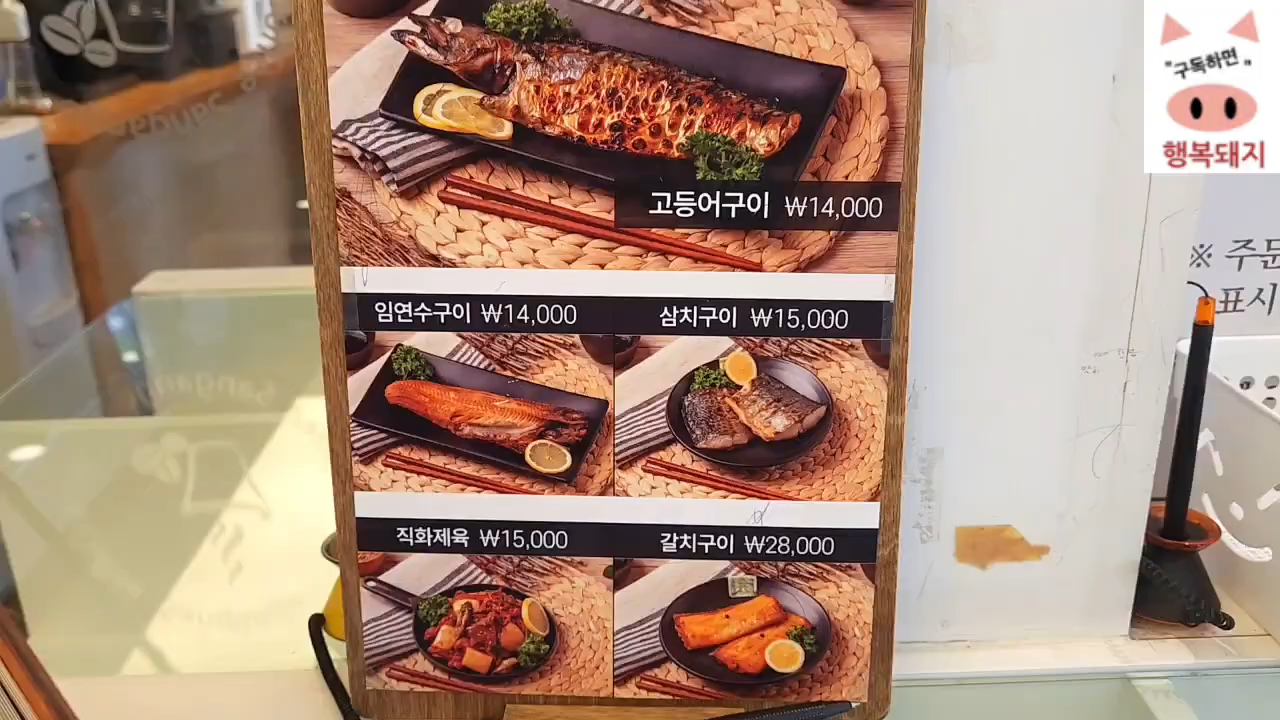 "구독하면"
행복돼지
고등어구이 ₩14,000
임연수구이 ₩14,000
삼치구이 ₩15,000
직화제육 ₩15,000
갈치구이 ₩28,000
※ 주문
표시